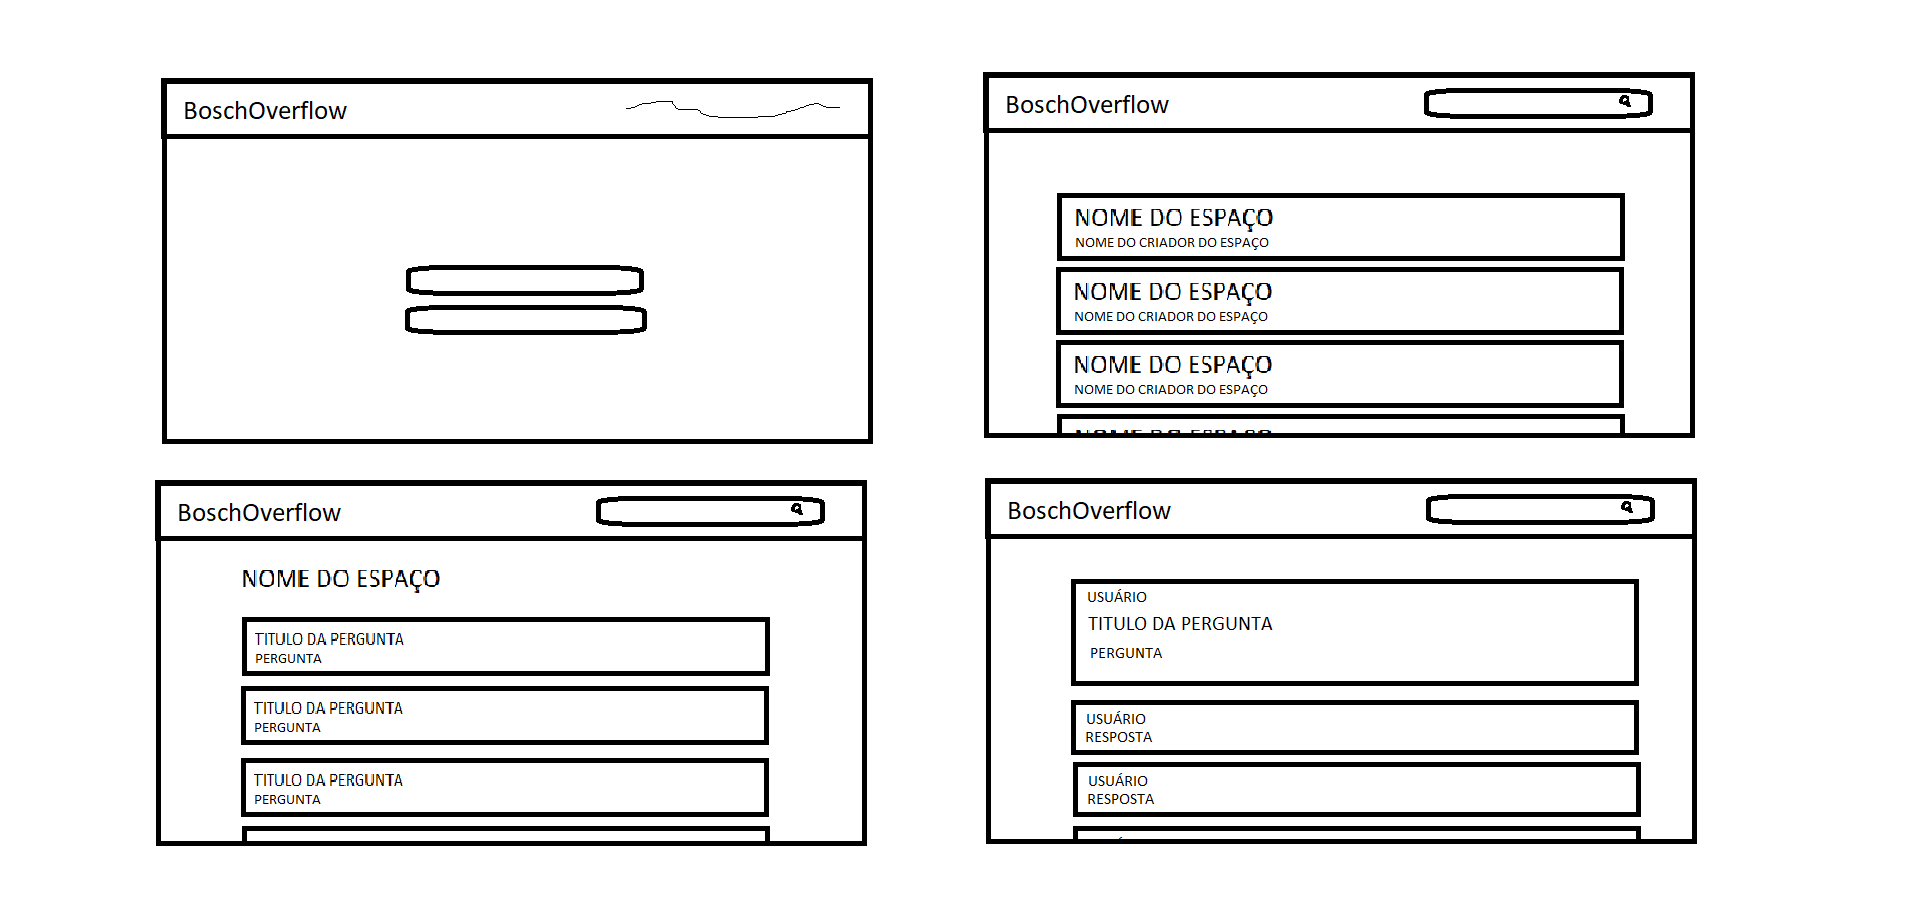 BoschOverflow
BoschOverflow
NOME DO ESPAÇO
NOME DO CRIADOR DO ESPAÇO
NOME DO ESPAÇO
NOME DO CRIADOR DO ESPAÇO
NOME DO ESPAÇO
NOME DO CRIADOR DO ESPAÇO
BoschOverflow
NOME DO ESPAÇO
TITULO DA PERGUNTA
PERGUNTA
TITULO DA PERGUNTA
PERGUNTA
TITULO DA PERGUNTA
PERGUNTA
BoschOverflow
USUÁRIO
TITULO DA PERGUNTA
PERGUNTA
USUÁRIO
RESPOSTA
USUÁRIO
RESPOSTA